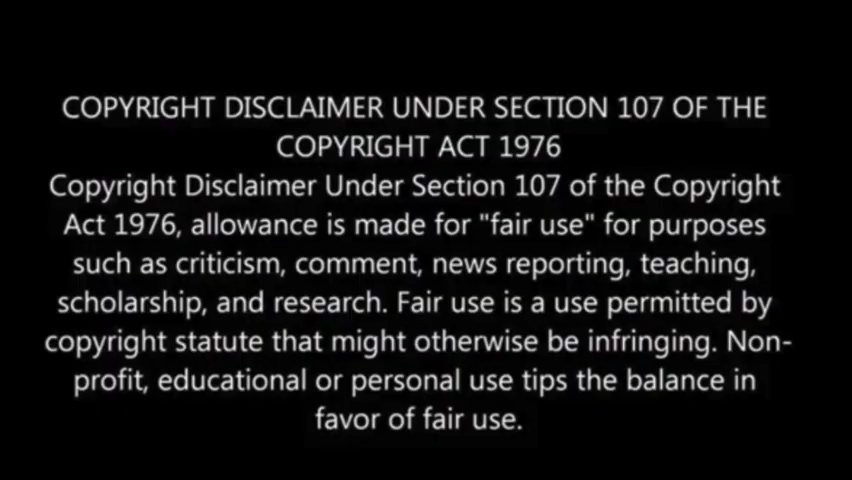 COPYRIGHT DISCLAIMER UNDER SECTION 107 OF THE
COPYRIGHT ACT 1976
Copyright Disclaimer Under Section 107 of the Copyright
Act 1976, allowance is made for "fair use" for purposes
such as criticism, comment, news reporting, teaching,
scholarship, and research. Fair use is a use permitted by
copyright statute that might otherwise be infringing. Non-
profit, educational or personal use tips the balance in
favor of fair use.